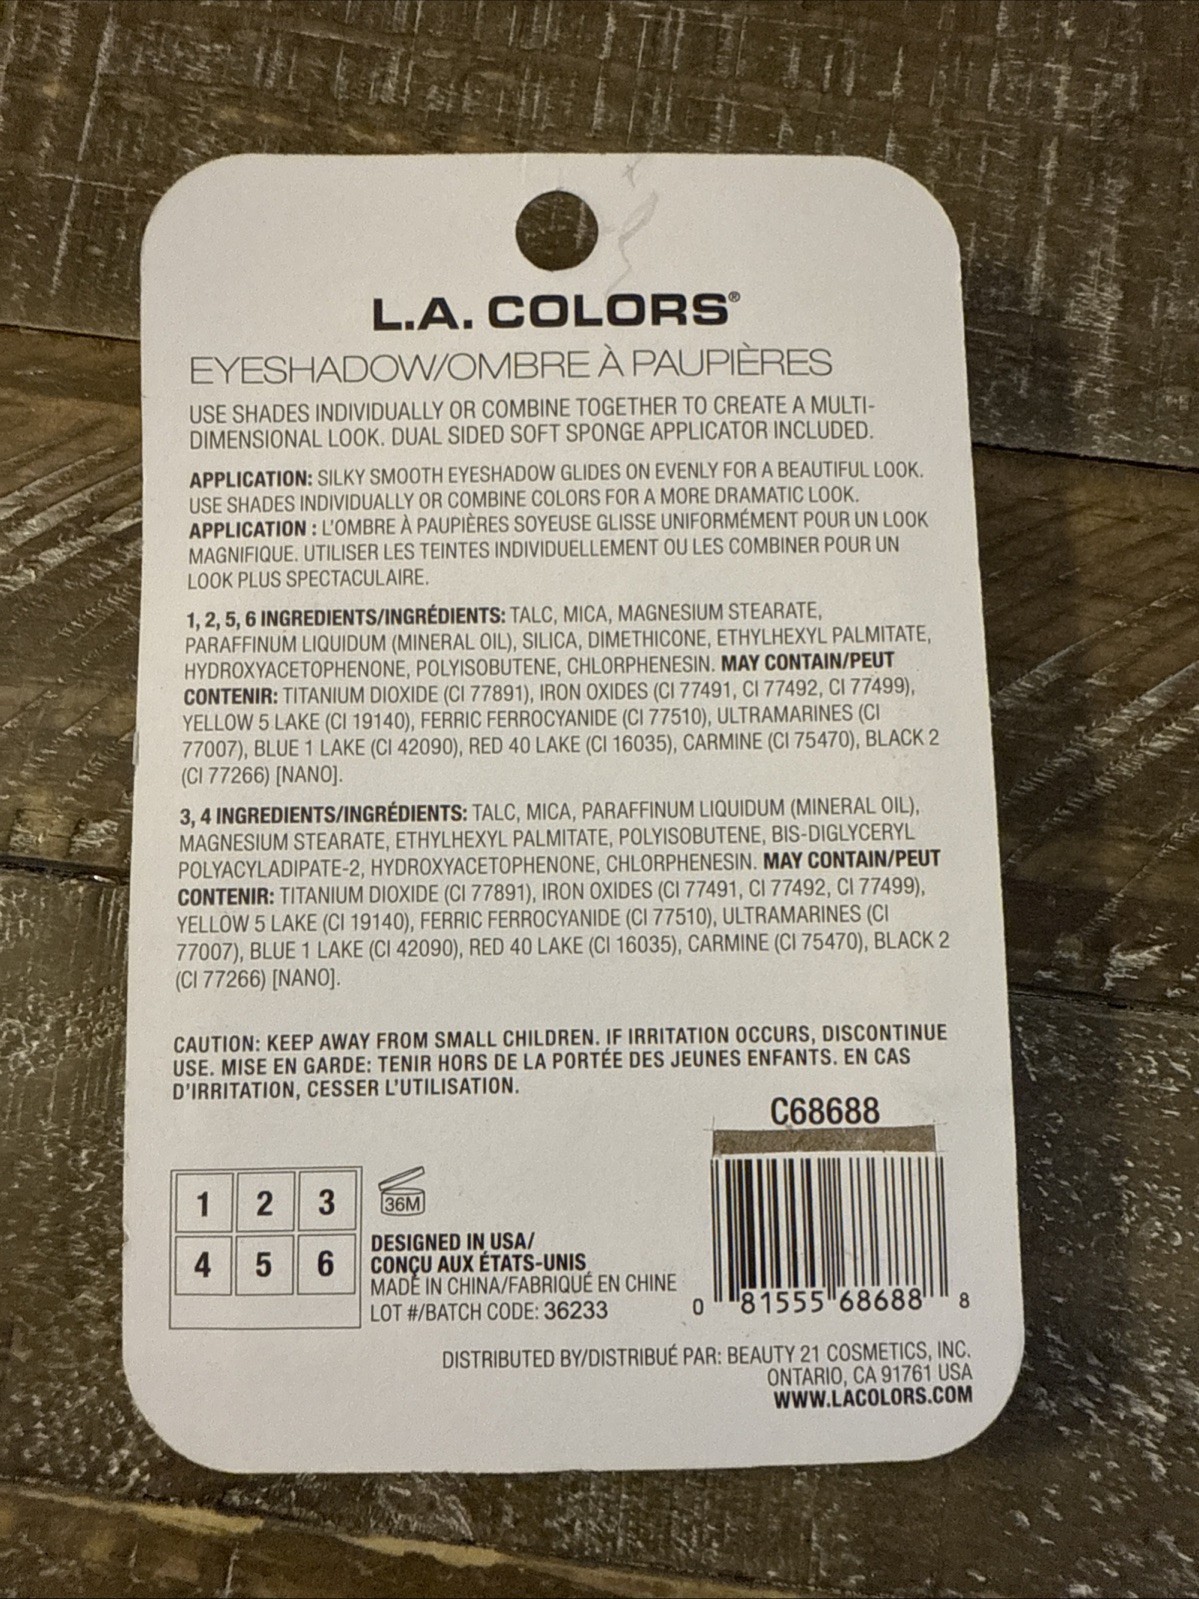 L.A. COLORS®
EYESHADOW/OMBRE À PAUPIÈRES
USE SHADES INDIVIDUALLY OR COMBINE TOGETHER TO CREATE A MULTI-
DIMENSIONAL LOOK. DUAL SIDED SOFT SPONGE APPLICATOR INCLUDED.
APPLICATION: SILKY SMOOTH EYESHADOW GLIDES ON EVENLY FOR A BEAUTIFUL LOOK.
USE SHADES INDIVIDUALLY OR COMBINE COLORS FOR A MORE DRAMATIC LOOK.
APPLICATION : L'OMBRE À PAUPIÈRES SOYEUSE GLISSE UNIFORMÉMENT POUR UN LOOK
MAGNIFIQUE. UTILISER LES TEINTES INDIVIDUELLEMENT OU LES COMBINER POUR UN
LOOK PLUS SPECTACULAIRE.
1, 2, 5, 6 INGREDIENTS/INGRÉDIENTS: TALC, MICA, MAGNESIUM STEARATE,
PARAFFINUM LIQUIDUM (MINERAL OIL), SILICA, DIMETHICONE, ETHYLHEXYL PALMITATE,
HYDROXYACETOPHENONE, POLYISOBUTENE, CHLORPHENESIN. MAY CONTAIN/PEUT
CONTENIR: TITANIUM DIOXIDE (CI 77891), IRON OXIDES (CI 77491, CI 77492, CI 77499),
YELLOW 5 LAKE (CI 19140), FERRIC FERROCYANIDE (CI 77510), ULTRAMARINES (CI
77007), BLUE 1 LAKE (CI 42090), RED 40 LAKE (CI 16035), CARMINE (CI 75470), BLACK 2
(CI 77266) [NANO].
3, 4 INGREDIENTS/INGRÉDIENTS: TALC, MICA, PARAFFINUM LIQUIDUM (MINERAL OIL),
MAGNESIUM STEARATE, ETHYLHEXYL PALMITATE, POLYISOBUTENE, BIS-DIGLYCERYL
POLYACYLADIPATE-2, HYDROXYACETOPHENONE, CHLORPHENESIN. MAY CONTAIN/PEUT
CONTENIR: TITANIUM DIOXIDE (CI 77891), IRON OXIDES (CI 77491, CI 77492, CI 77499),
YELLOW 5 LAKE (CI 19140), FERRIC FERROCYANIDE (CI 77510), ULTRAMARINES (CI
77007), BLUE 1 LAKE (CI 42090), RED 40 LAKE (CI 16035), CARMINE (CI 75470), BLACK 2
(CI 77266) [NANO].
CAUTION: KEEP AWAY FROM SMALL CHILDREN. IF IRRITATION OCCURS, DISCONTINUE
USE. MISE EN GARDE: TENIR HORS DE LA PORTÉE DES JEUNES ENFANTS. EN CAS
D'IRRITATION, CESSER L'UTILISATION.
C68688
1 2 3
4 5 6
36M
DESIGNED IN USA/
CONÇU AUX ÉTATS-UNIS
MADE IN CHINA/FABRIQUÉ EN CHINE
LOT #/BATCH CODE: 36233
0 81555 68688 8
DISTRIBUTED BY/DISTRIBUÉ PAR: BEAUTY 21 COSMETICS, INC.
ONTARIO, CA 91761 USA
WWW.LACOLORS.COM